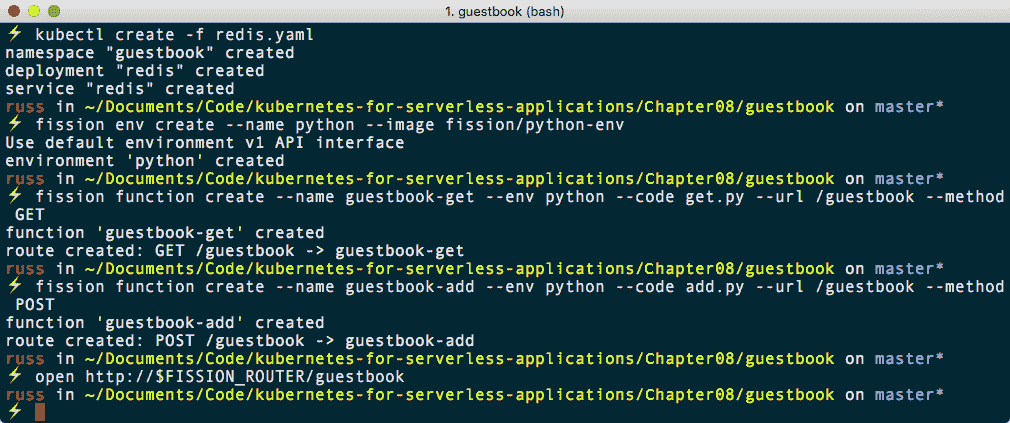 1. guestbook (bash)
⚡ kubectl create -f redis.yaml
namespace "guestbook" created
deployment "redis" created
service "redis" created
russ in ~/Documents/Code/kubernetes-for-serverless-applications/Chapter08/guestbook on master*
⚡ fission env create --name python --image fission/python-env
Use default environment v1 API interface
environment 'python' created
russ in ~/Documents/Code/kubernetes-for-serverless-applications/Chapter08/guestbook on master*
⚡ fission function create --name guestbook-get --env python --code get.py --url /guestbook --method
GET
function 'guestbook-get' created
route created: GET /guestbook -> guestbook-get
russ in ~/Documents/Code/kubernetes-for-serverless-applications/Chapter08/guestbook on master*
⚡ fission function create --name guestbook-add --env python --code add.py --url /guestbook --method
POST
function 'guestbook-add' created
route created: POST /guestbook -> guestbook-add
russ in ~/Documents/Code/kubernetes-for-serverless-applications/Chapter08/guestbook on master*
⚡ open http://$FISSION_ROUTER/guestbook
russ in ~/Documents/Code/kubernetes-for-serverless-applications/Chapter08/guestbook on master*
⚡